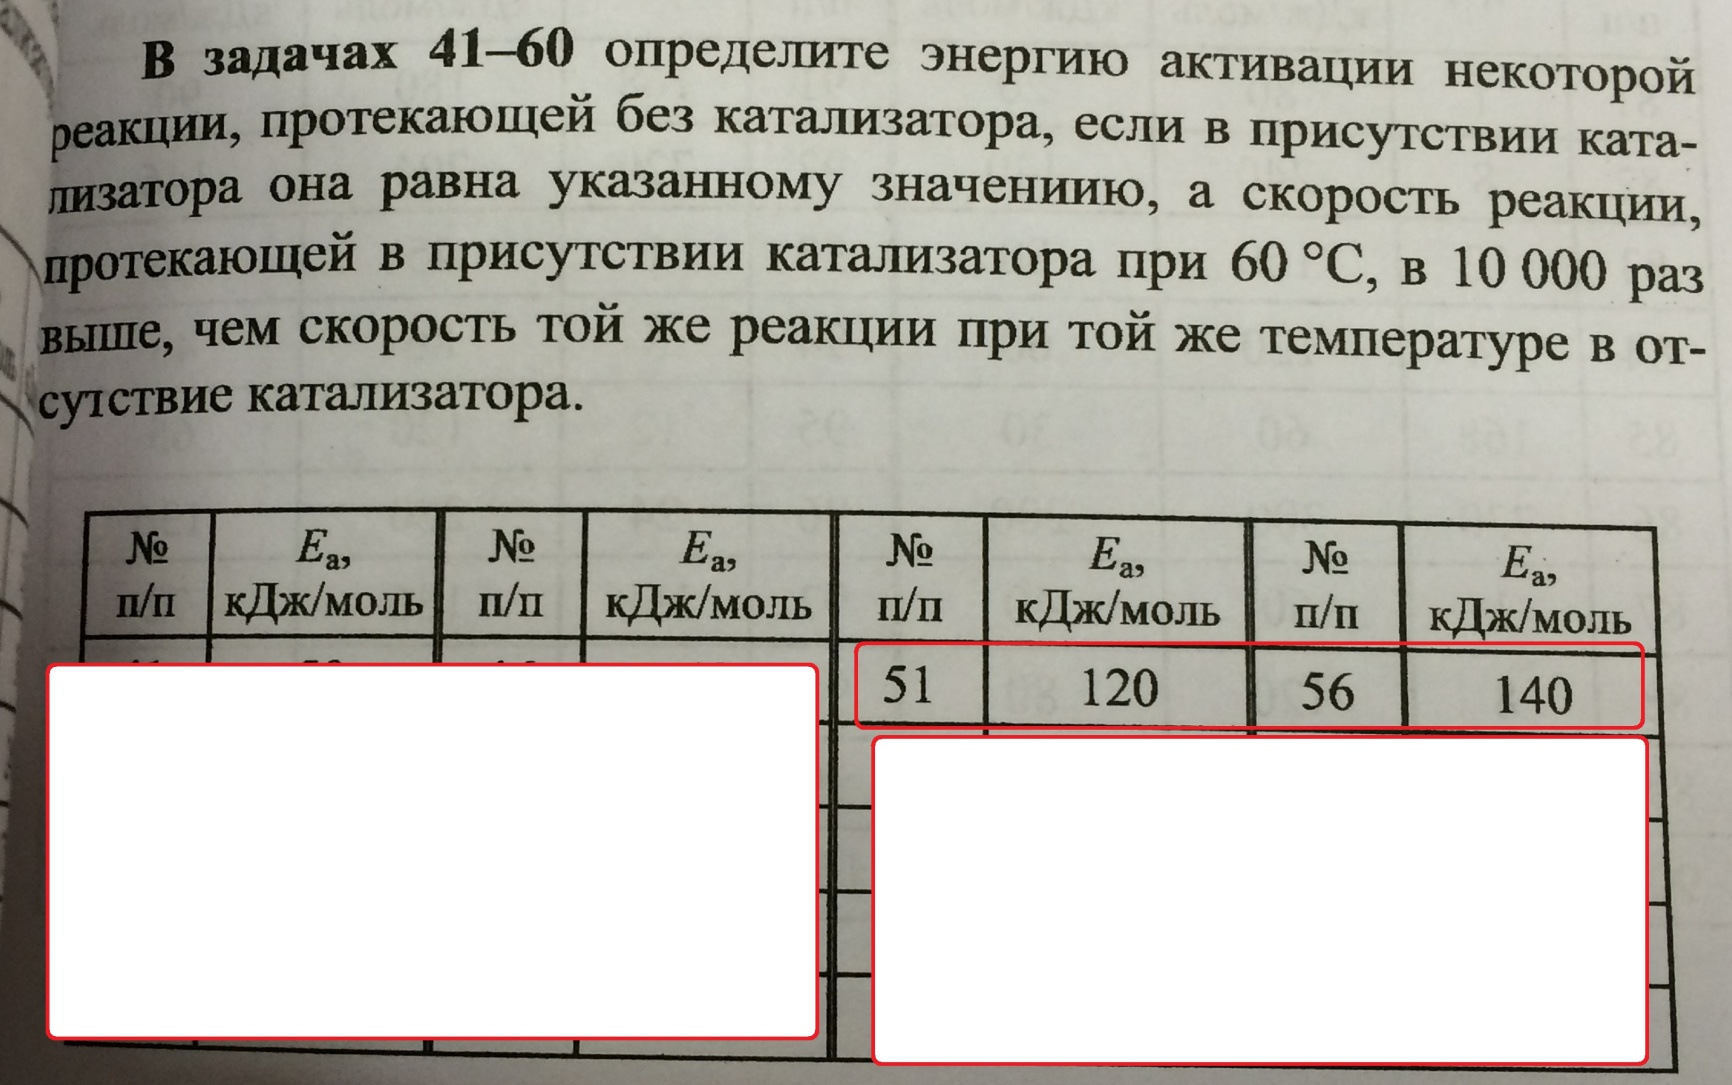 В задачах 41–60 определите энергию активации некоторой
реакции, протекающей без катализатора, если в присутствии ката-
лизатора она равна указанному значениию, а скорость реакции,
протекающей в присутствии катализатора при 60 °С, в 10 000 раз
выше, чем скорость той же реакции при той же температуре в от-
сутствие катализатора.
№ п/п Eа, кДж/моль № п/п Eа, кДж/моль № п/п Eа, кДж/моль № п/п Eа, кДж/моль
51 120 56 140